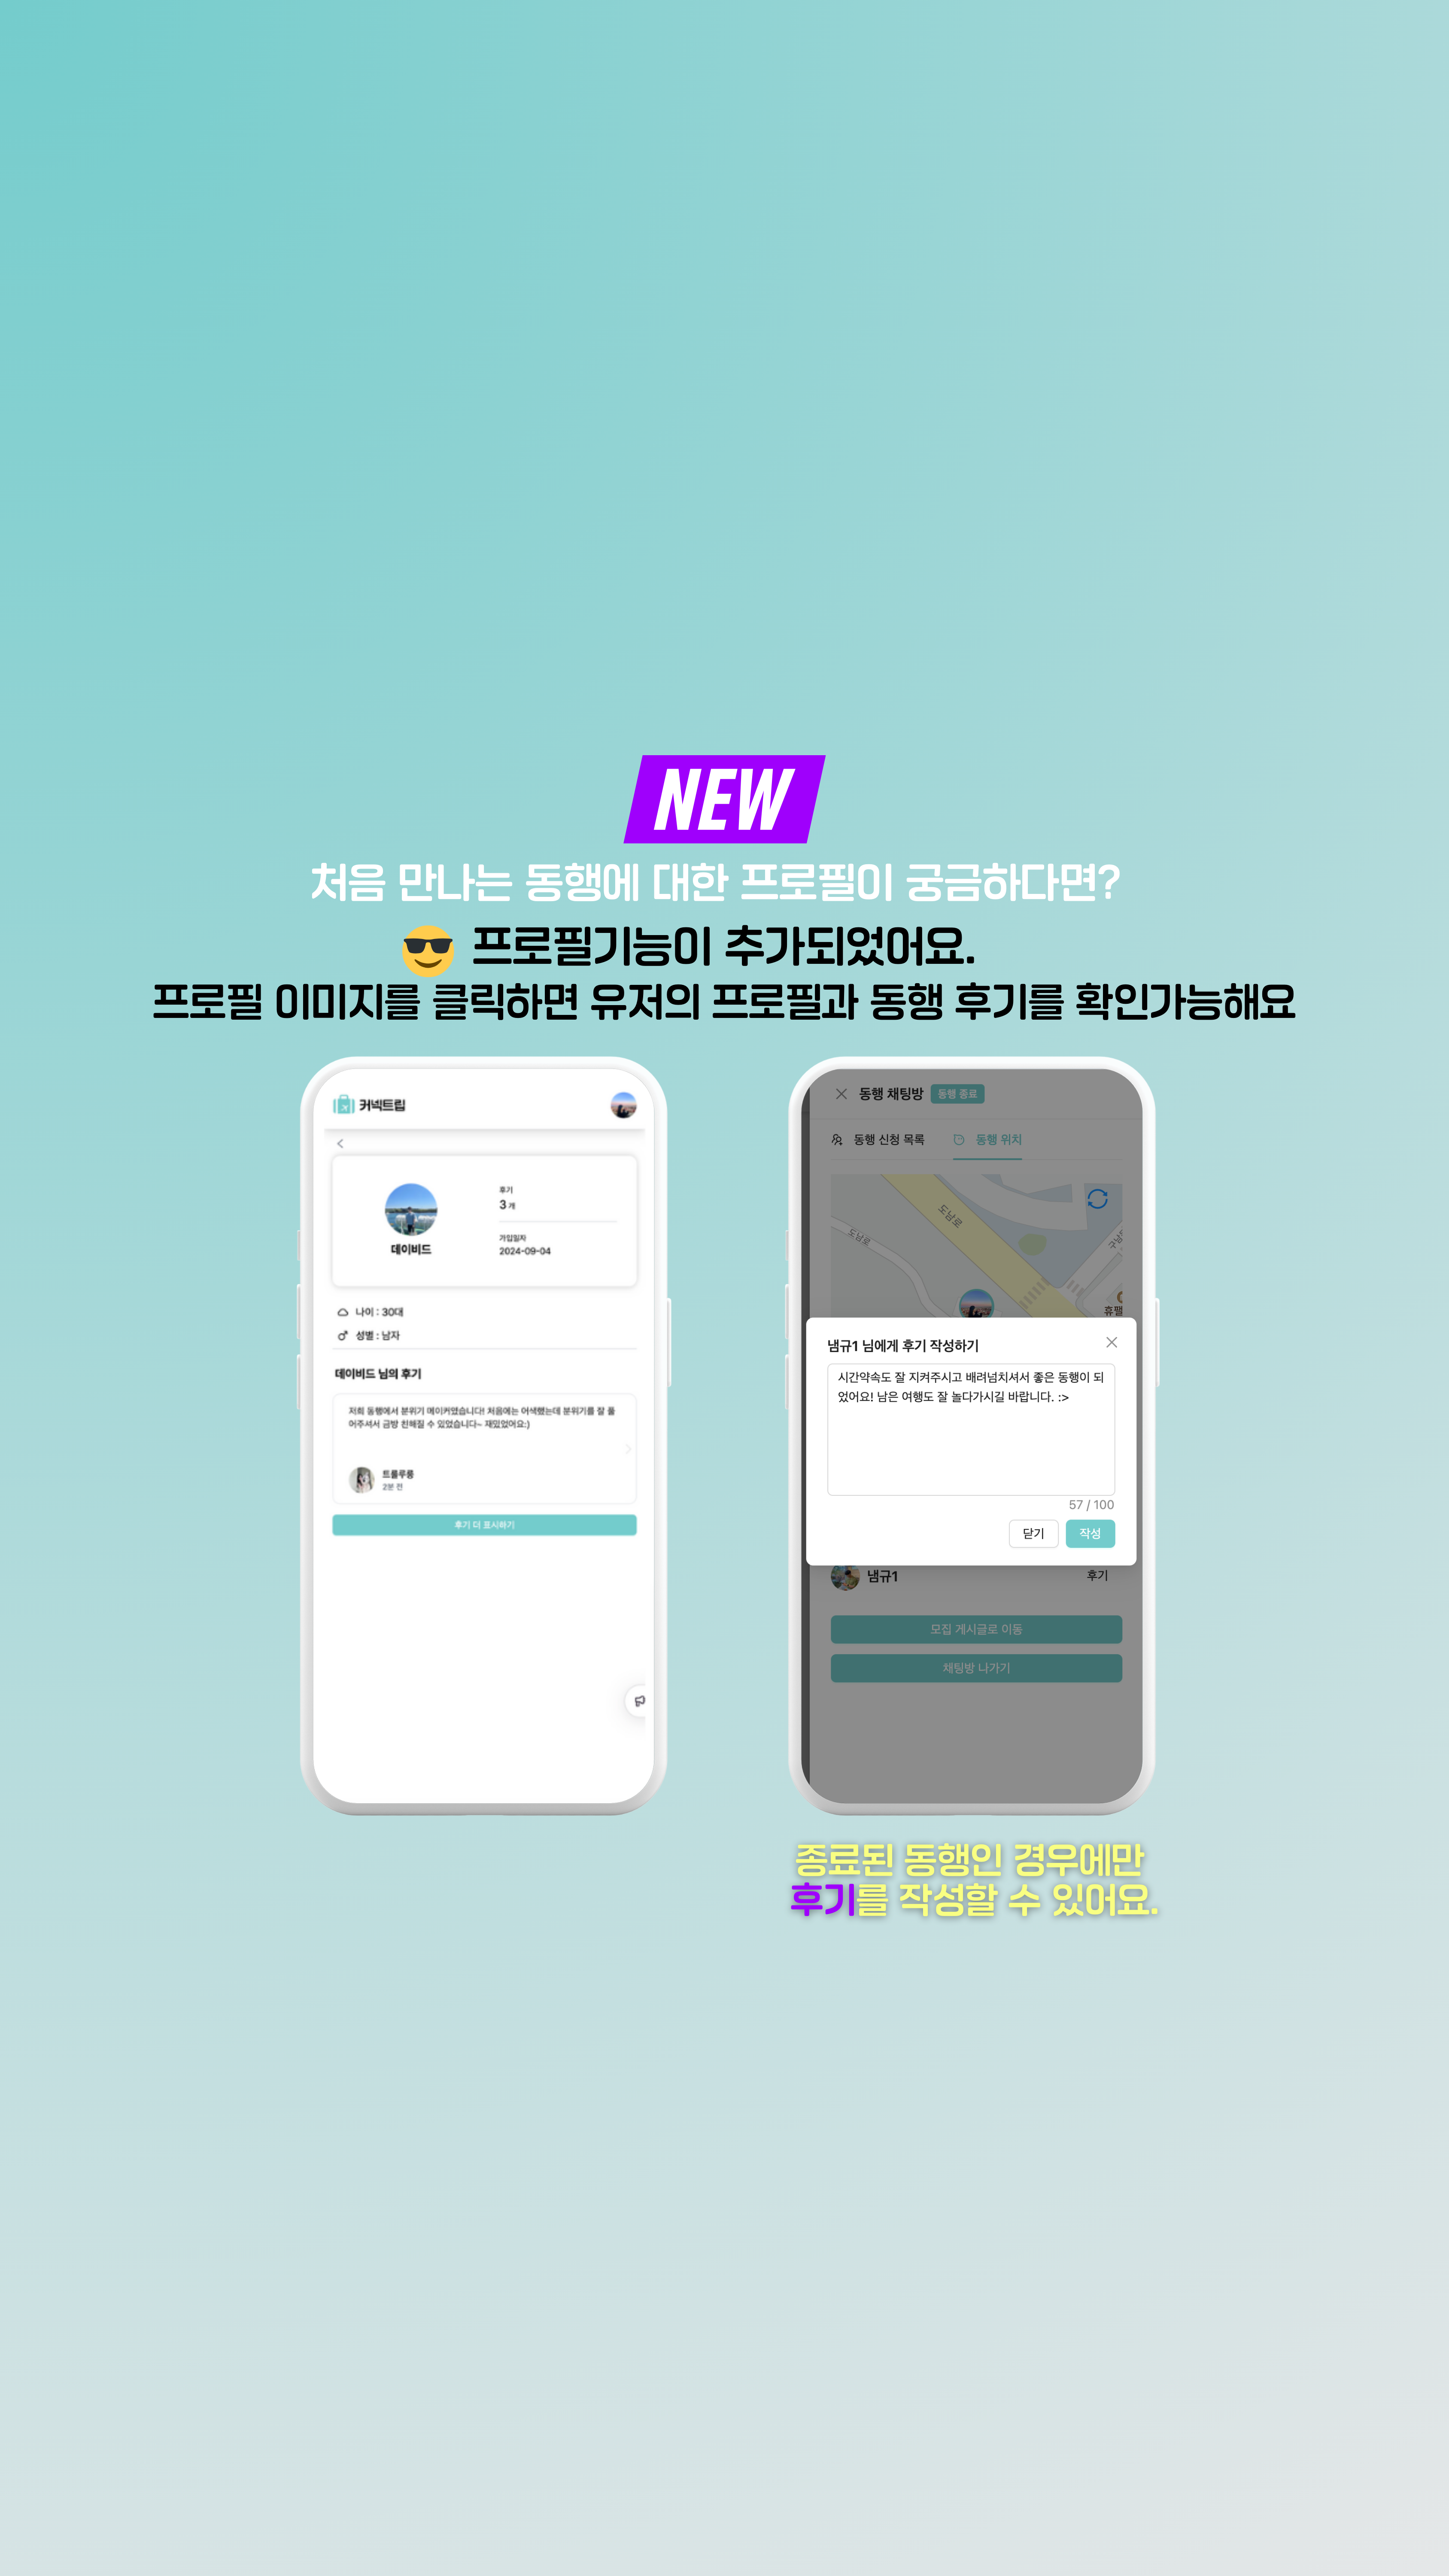 NEW
처음 만나는 동행에 대한 프로필이 궁금하다면?
😎 프로필기능이 추가되었어요.
프로필 이미지를 클릭하면 유저의 프로필과 동행 후기를 확인가능해요
커넥트립
후기
3 개
가입일자
2024-09-04
데이비드
나이 : 30대
성별 : 남자
데이비드 님의 후기
저희 동행에서 분위기 메이커였습니다! 처음에는 어색했는데 분위기를 잘 풀
어주셔서 금방 친해질 수 있었습니다~ 재밌었어요:)
트룰루룽
2분 전
후기 더 표시하기
동행 채팅방 동행 종료
동행 신청 목록 동행 위치
도남로
도남로
구남
휴팰
냄규1 님에게 후기 작성하기
시간약속도 잘 지켜주시고 배려넘치셔서 좋은 동행이 되
었어요! 남은 여행도 잘 놀다가시길 바랍니다. :>
57 / 100
닫기 작성
냄규1 후기
모집 게시글로 이동
채팅방 나가기
종료된 동행인 경우에만
후기를 작성할 수 있어요.